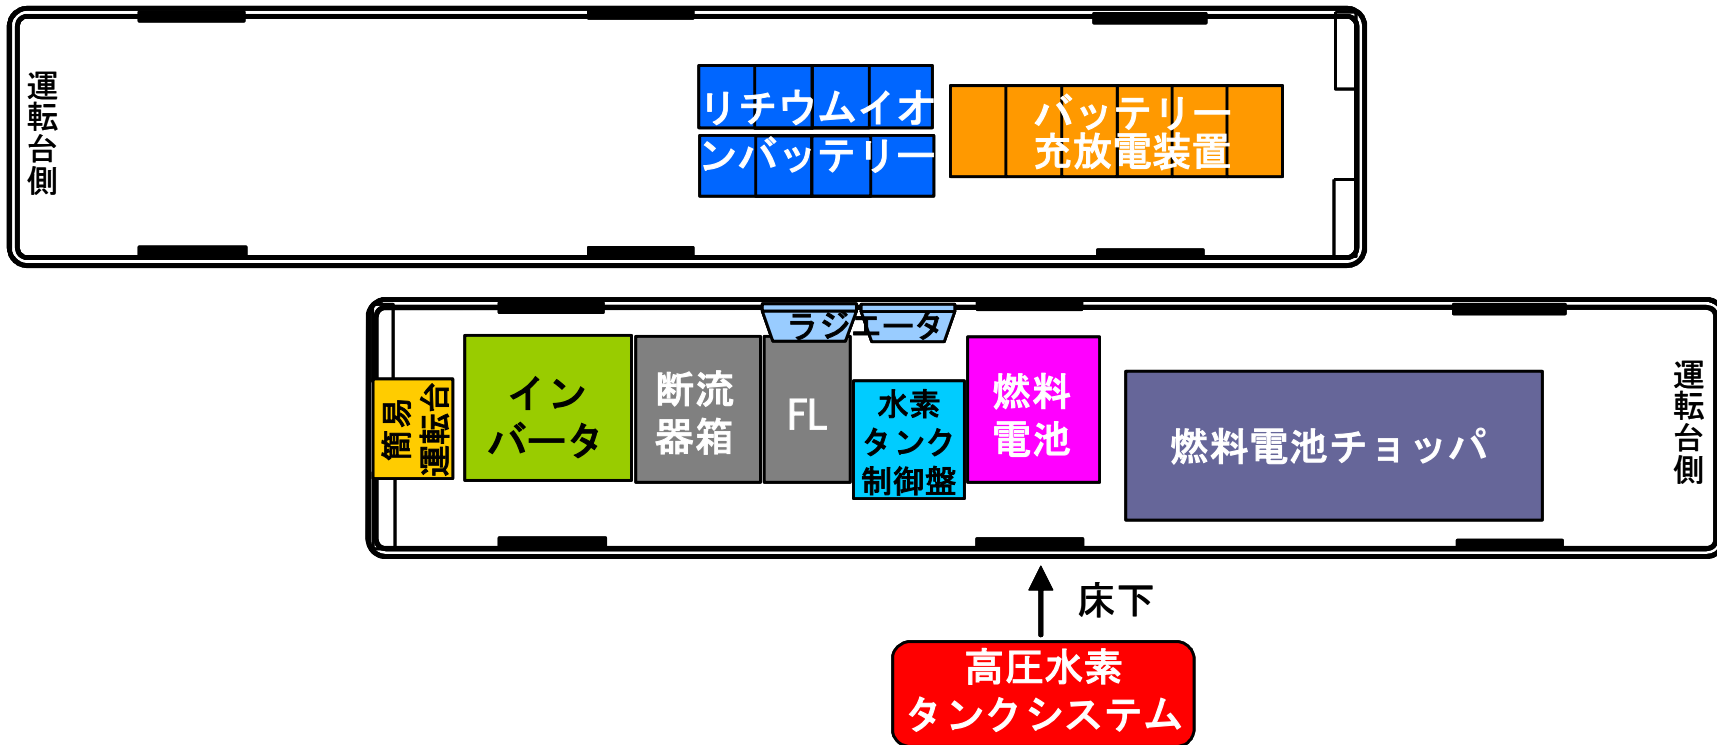 運転台側
リチウムイオ
ンバッテリー
バッテリー
充放電装置
簡易
運転台
イン
バータ
断流
器箱
FL
ラジエータ
水素
タンク
制御盤
燃料
電池
燃料電池チョッパ
運転台側
床下
高圧水素
タンクシステム